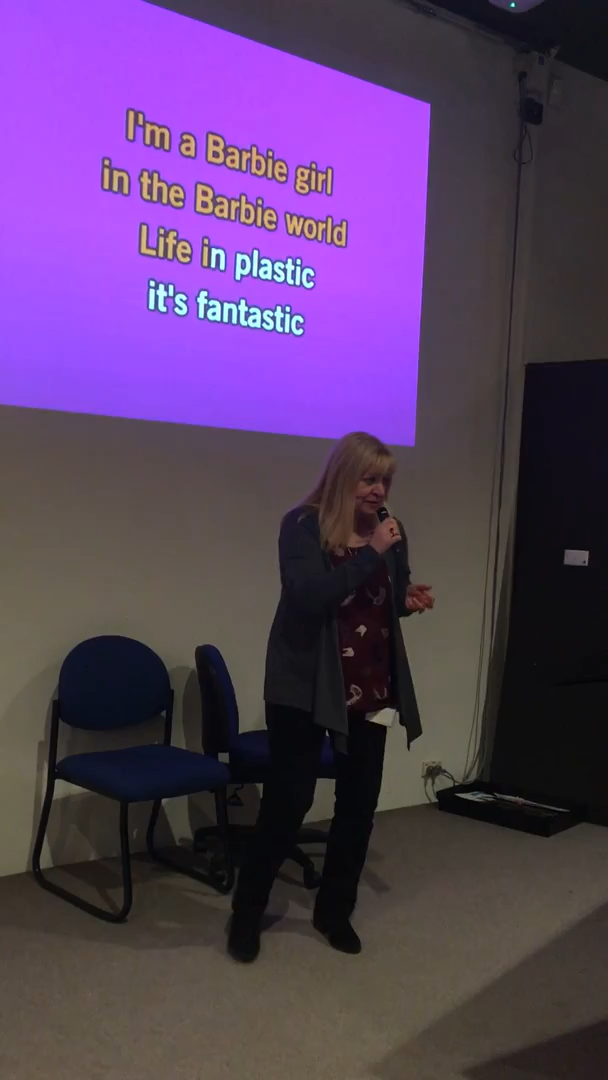 I'm a Barbie girl
in the Barbie world
Life in plastic
it's fantastic